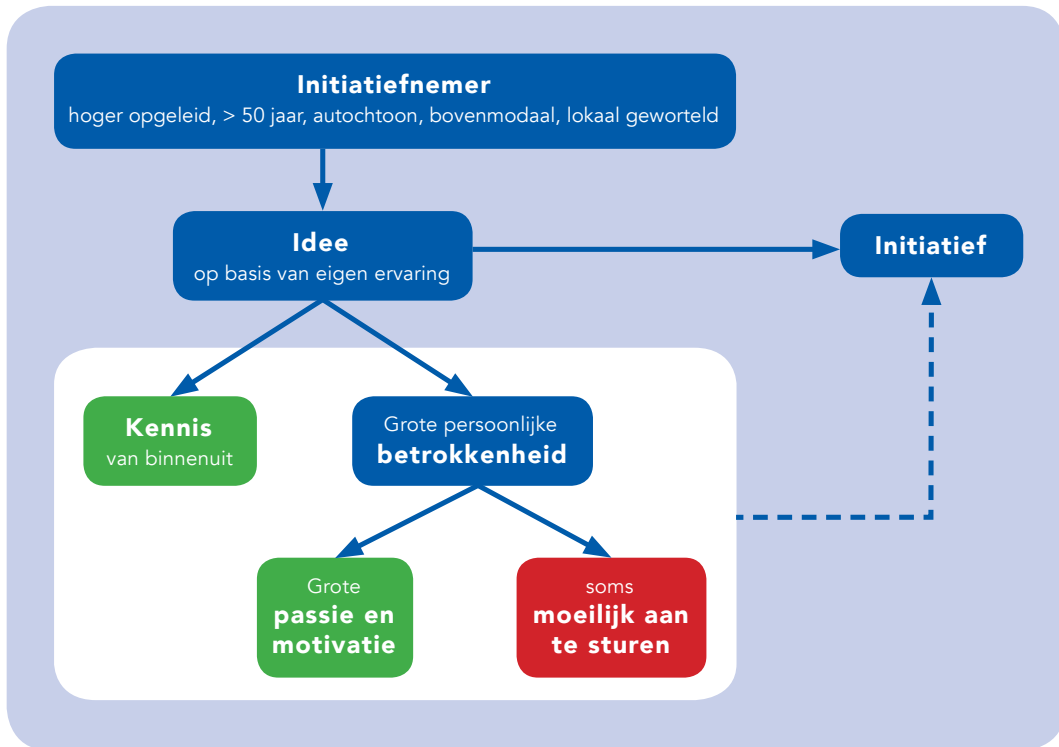 Initiatiefnemer
hoger opgeleid, > 50 jaar, autochtoon, bovenmodaal, lokaal geworteld
Idee
op basis van eigen ervaring
Initiatief
Kennis
van binnenuit
Grote persoonlijke
betrokkenheid
Grote
passie en
motivatie
soms
moeilijk aan
te sturen